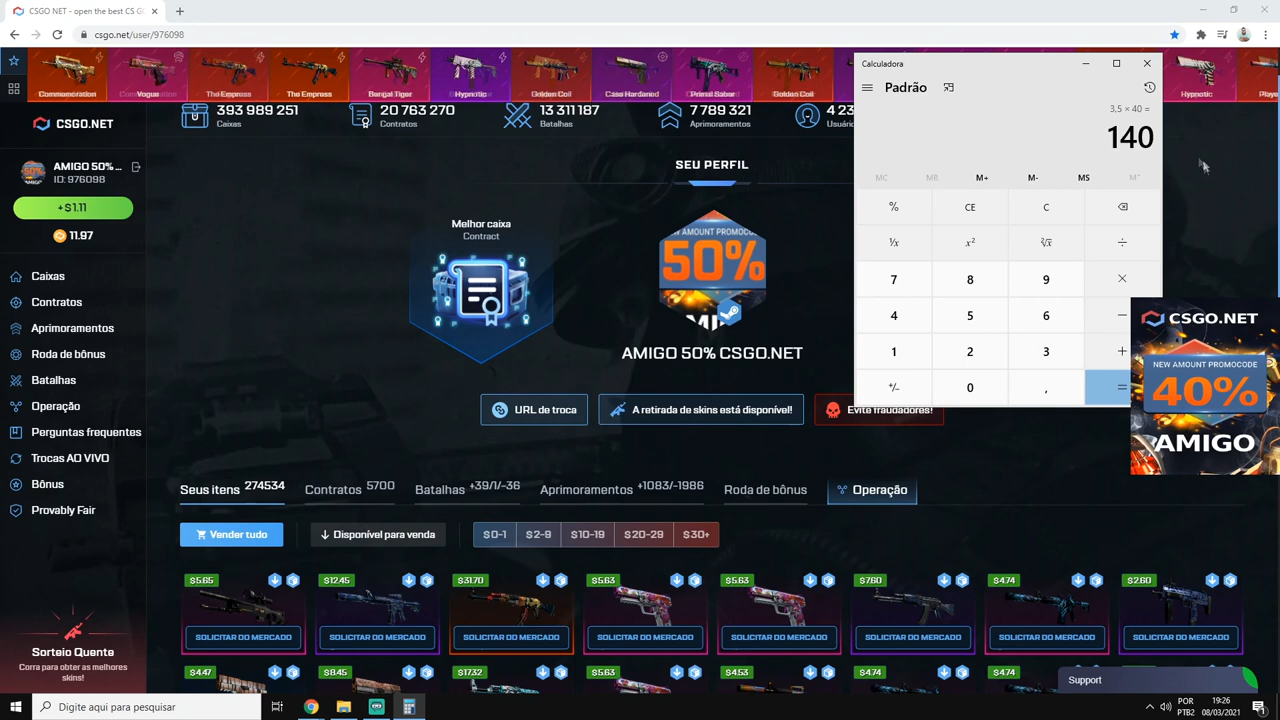 CSGO NET - open the best CS GO
csgo.net/user/976098
Commemoration
Vogue
The Empress
The Empress
Bengal Tiger
Hypnotic
Golden Coil
Case Hardened
Primal Saber
Golden Coil
Hypnotic
393 989 251
Caixas
20 763 270
Contratos
13 311 187
Batalhas
7 789 321
Aprimoramentos
4 23
Usuário
CSGO.NET
AMIGO 50% ...
ID: 976098
+$1.11
11.97
Caixas
Contratos
Aprimoramentos
Roda de bônus
Batalhas
Operação
Perguntas frequentes
Trocas AO VIVO
Bônus
Provably Fair
Sorteio Quente
Corra para obter as melhores
skins!
SEU PERFIL
Melhor caixa
Contract
AMOUNT PROMOCODE
50%
AMIGO 50% CSGO.NET
URL de troca
A retirada de skins está disponível!
Evite fraudadores!
Calculadora
Padrão
3,5 × 40 =
140
MC MR M+ M- MS M˅
% CE C
⅟x x² ²√x ÷
7 8 9 ×
4 5 6 −
1 2 3 +
+/− 0 , =
CSGO.NET
NEW AMOUNT PROMOCODE
40%
AMIGO
Seus itens 274534
Contratos 5700
Batalhas +39/1/-36
Aprimoramentos +1083/-1986
Roda de bônus
Operação
Vender tudo
Disponível para venda
$0-1 $2-9 $10-19 $20-29 $30+
$5.65 $12.45 $31.70 $5.63 $5.63 $7.60 $4.74 $2.60
SOLICITAR DO MERCADO SOLICITAR DO MERCADO SOLICITAR DO MERCADO SOLICITAR DO MERCADO SOLICITAR DO MERCADO SOLICITAR DO MERCADO SOLICITAR DO MERCADO SOLICITAR DO MERCADO
$4.47 $8.45 $17.32 $5.63 $4.53 $4.74 $4.74
Support
Digite aqui para pesquisar
POR
PTB2
19:26
08/03/2021